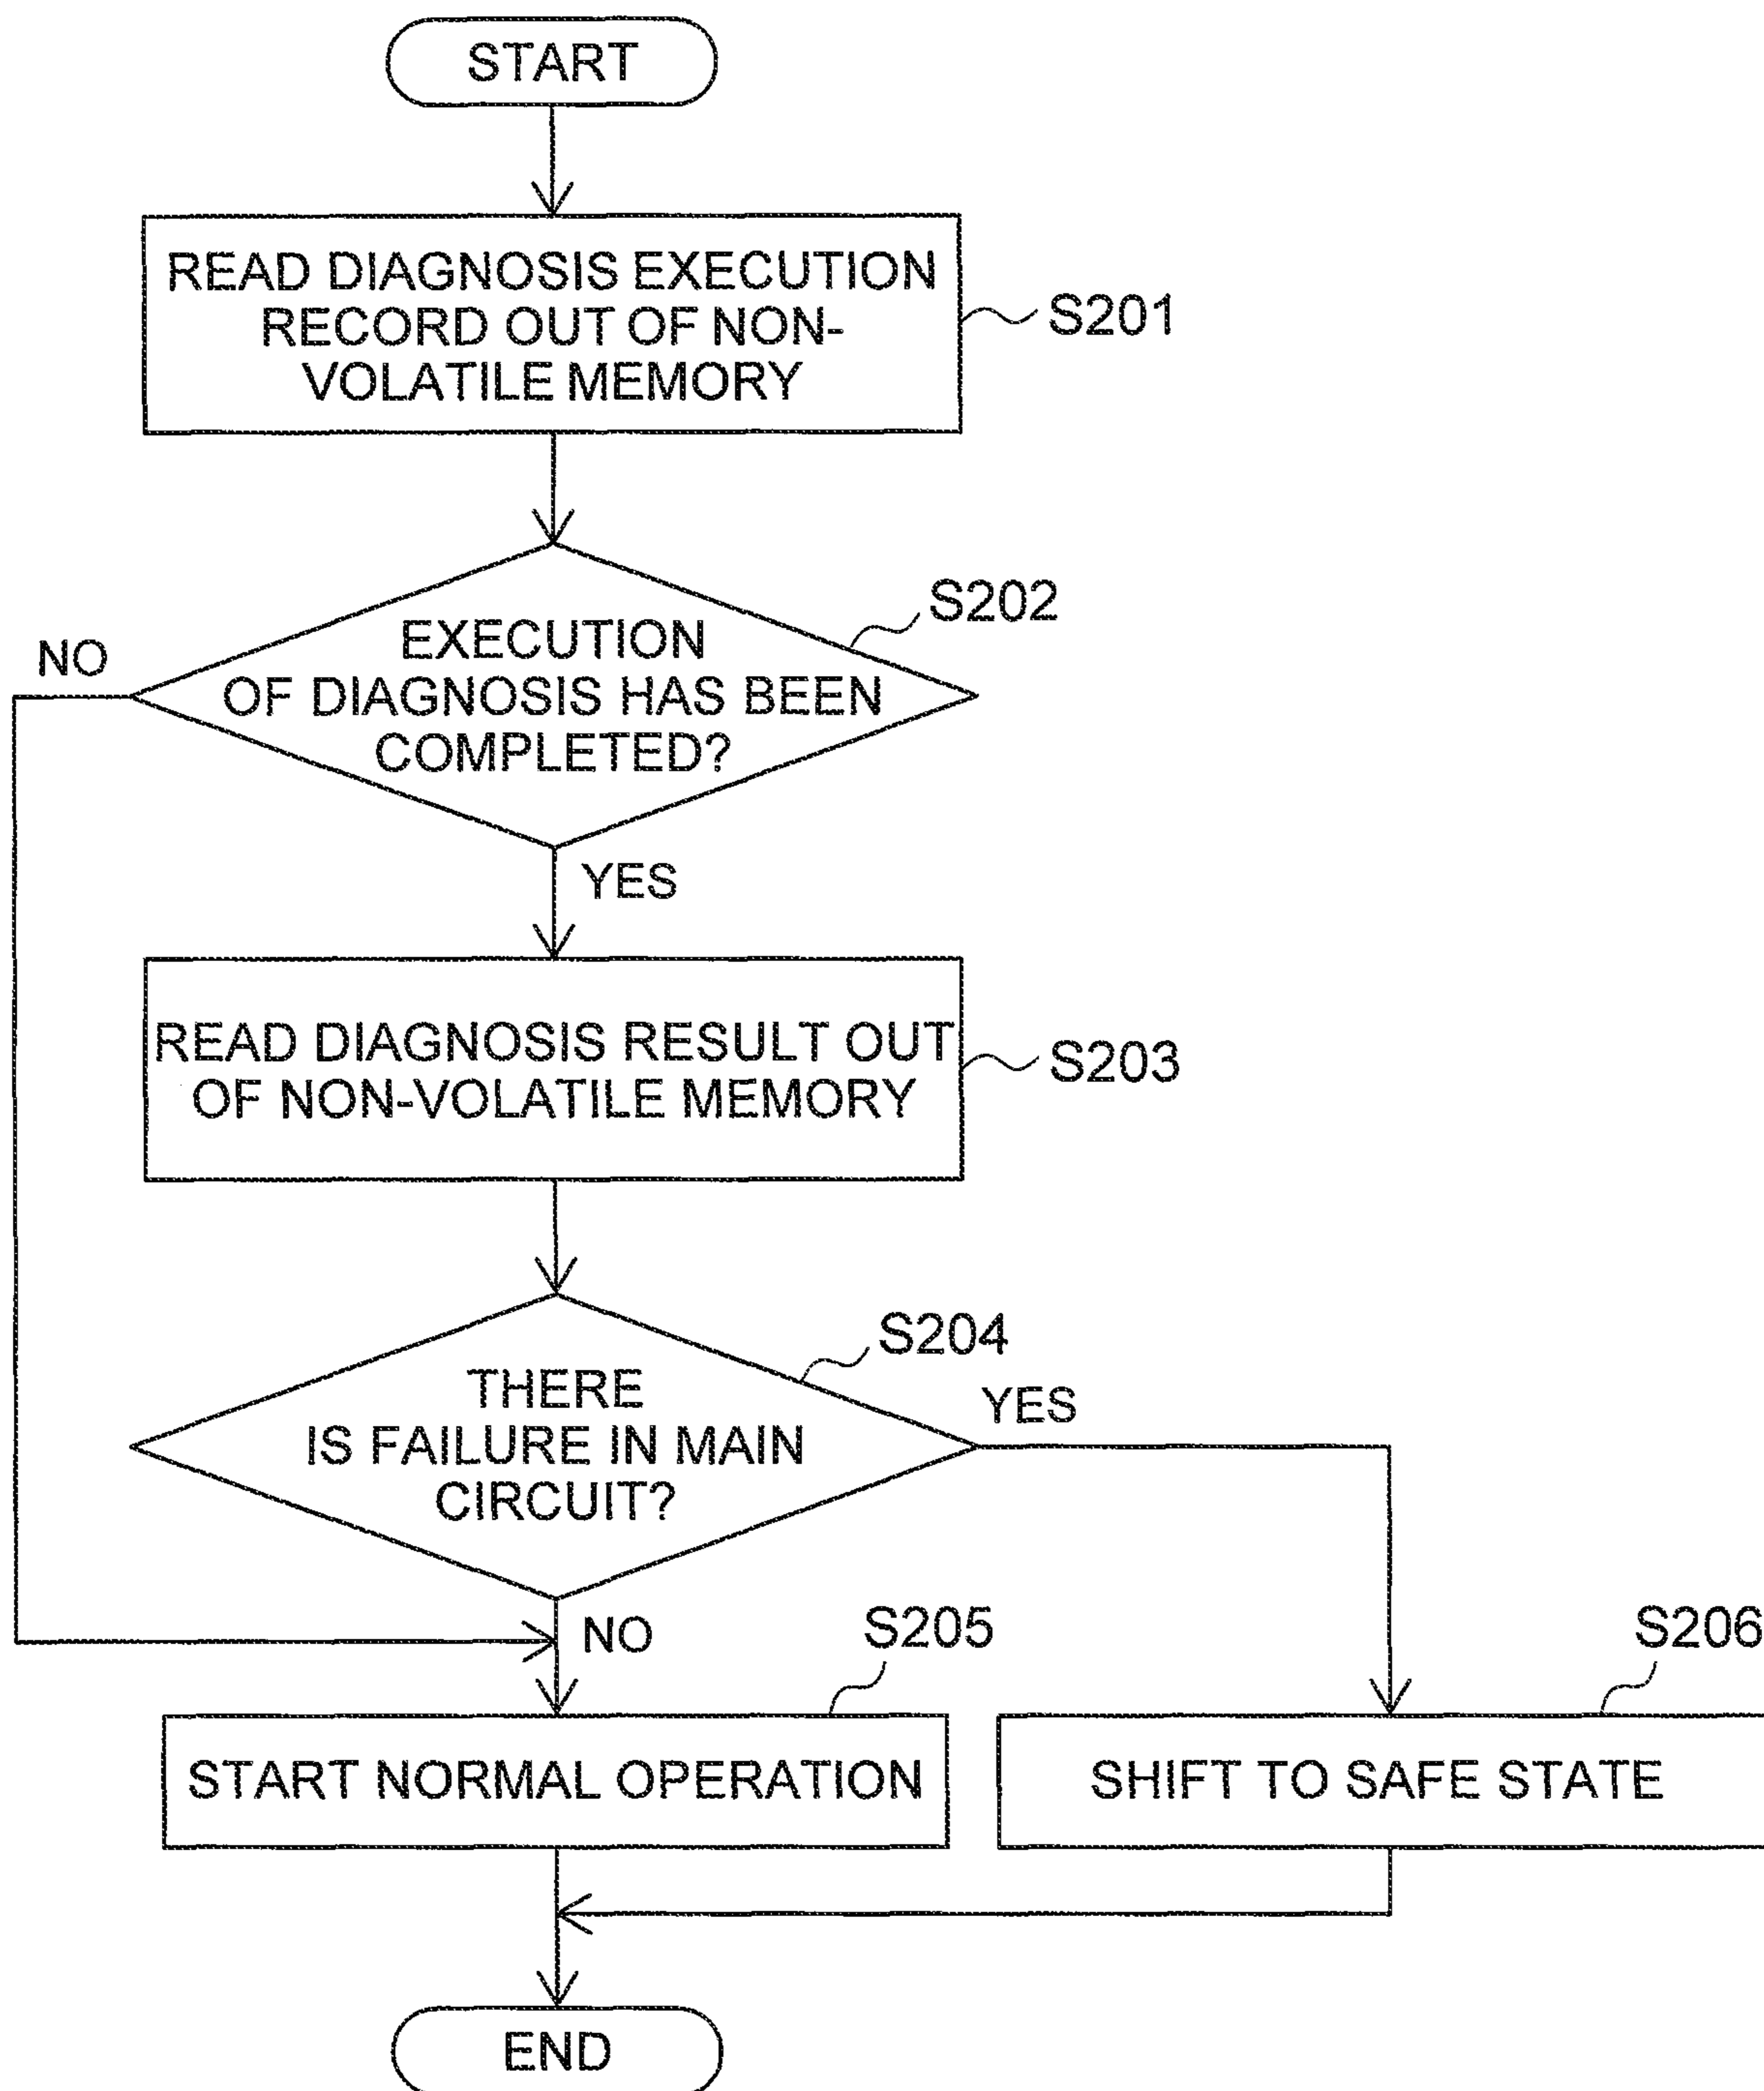 START
READ DIAGNOSIS EXECUTION
RECORD OUT OF NON-
VOLATILE MEMORY
S201
S202
EXECUTION
OF DIAGNOSIS HAS BEEN
COMPLETED?
NO
YES
READ DIAGNOSIS RESULT OUT
OF NON-VOLATILE MEMORY
S203
S204
THERE
IS FAILURE IN MAIN
CIRCUIT?
YES
NO
S205
S206
START NORMAL OPERATION
SHIFT TO SAFE STATE
END